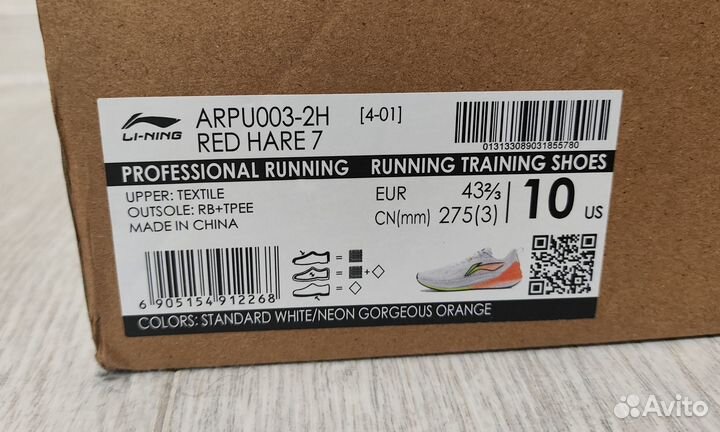 LI-NING
ARPU003-2H [4-01]
RED HARE 7
013133089031855780
PROFESSIONAL RUNNING RUNNING TRAINING SHOES
UPPER: TEXTILE
OUTSOLE: RB+TPEE
MADE IN CHINA
EUR 43⅔
CN(mm) 275(3)
10 US
6 905154 912268
COLORS: STANDARD WHITE/NEON GORGEOUS ORANGE
Avito